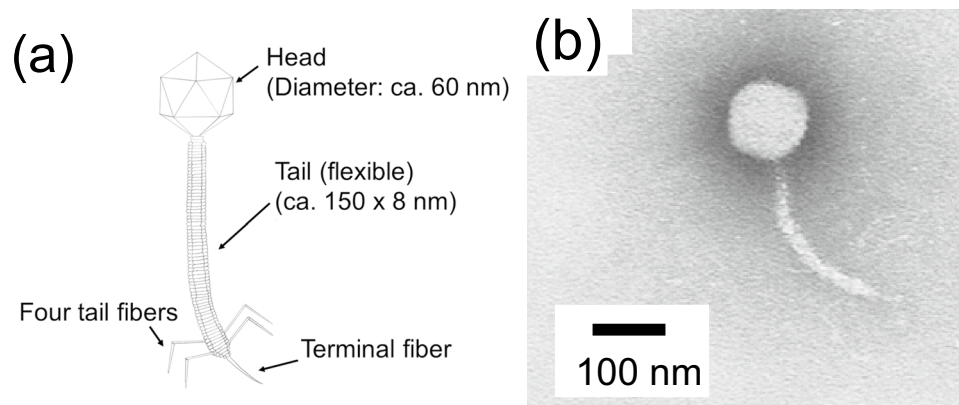 (a)
Head
(Diameter: ca. 60 nm)
Tail (flexible)
(ca. 150 x 8 nm)
Four tail fibers
Terminal fiber
(b)
100 nm